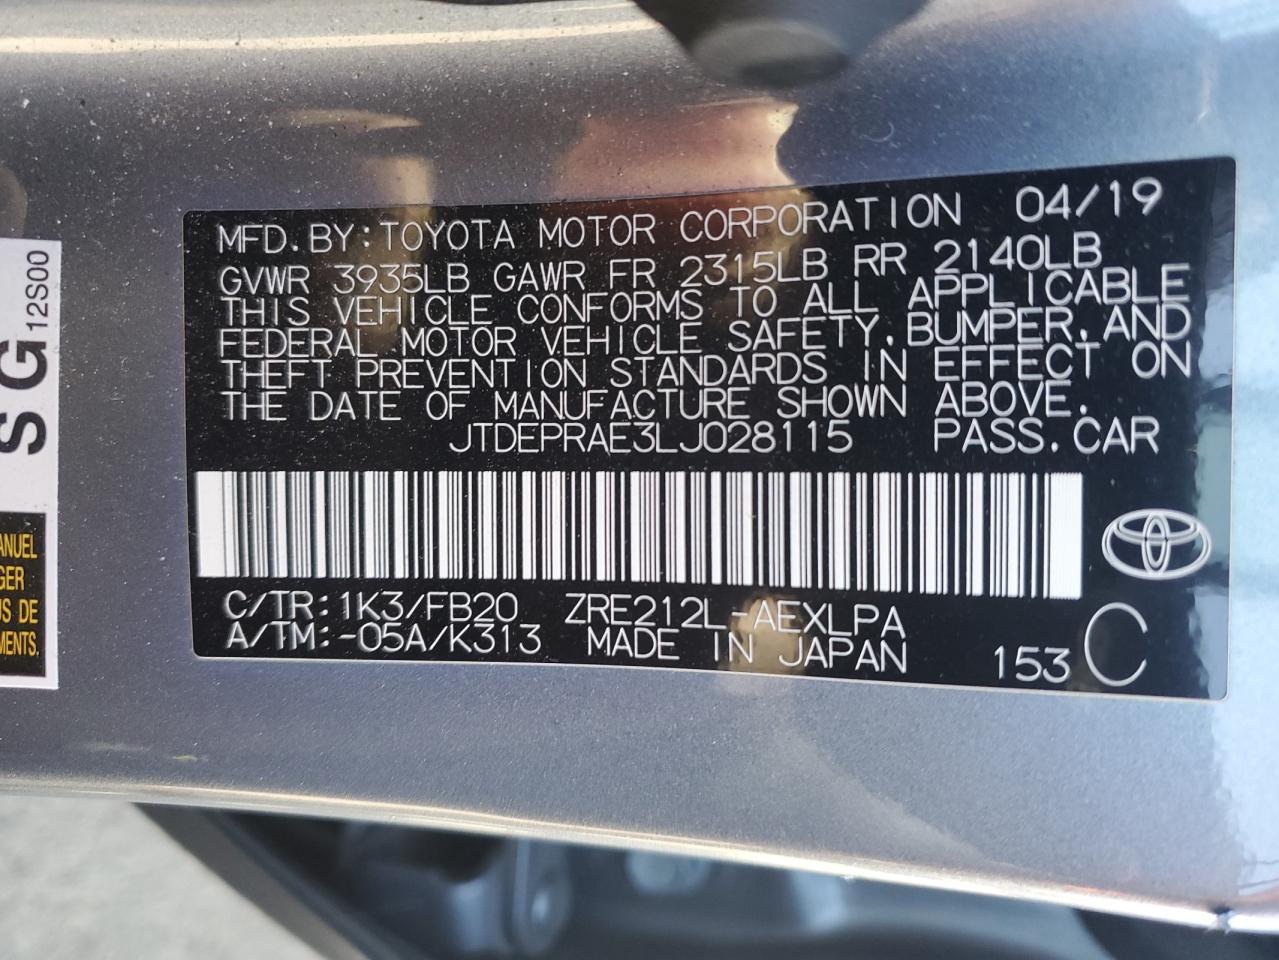 MFD.BY:TOYOTA MOTOR CORPORATION 04/19
GVWR 3935LB GAWR FR 2315LB RR 2140LB
THIS VEHICLE CONFORMS TO ALL APPLICABLE
FEDERAL MOTOR VEHICLE SAFETY,BUMPER,AND
THEFT PREVENTION STANDARDS IN EFFECT ON
THE DATE OF MANUFACTURE SHOWN ABOVE.
JTDEPRAE3LJ028115 PASS.CAR
C/TR:1K3/FB20 ZRE212L-AEXLPA
A/TM:-05A/K313 MADE IN JAPAN 153 C
SG 12S00
ANUEL
GER
US DE
MENTS.